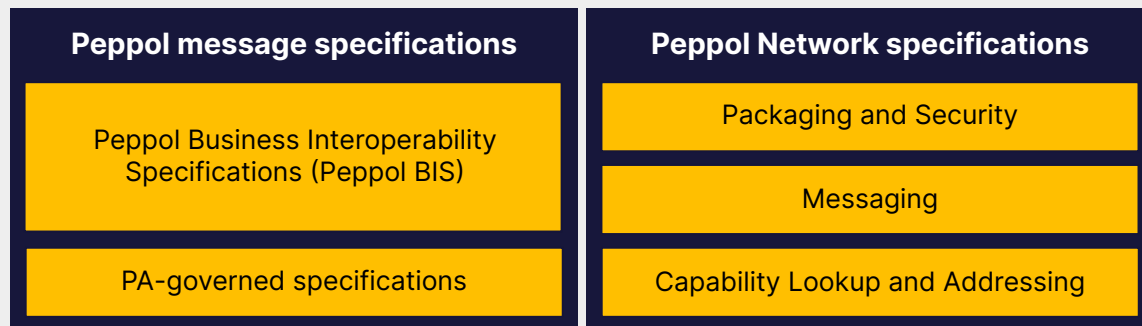 Peppol message specifications
Peppol Business Interoperability
Specifications (Peppol BIS)
PA-governed specifications
Peppol Network specifications
Packaging and Security
Messaging
Capability Lookup and Addressing